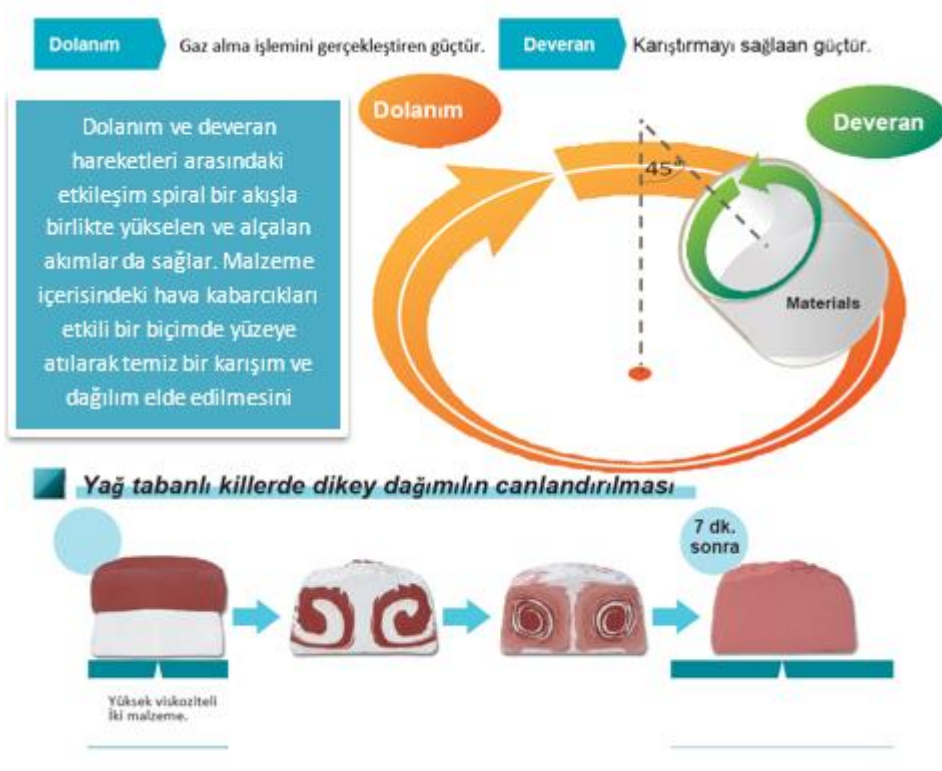 Dolanım
Gaz alma işlemini gerçekleştiren güçtür.
Deveran
Karıştırmayı sağlaan güçtür.
Dolanım ve deveran
hareketleri arasındaki
etkileşim spiral bir akışla
birlikte yükselen ve alçalan
akımlar da sağlar. Malzeme
içerisindeki hava kabarcıkları
etkili bir biçimde yüzeye
atılarak temiz bir karışım ve
dağılım elde edilmesini
Dolanım
Deveran
45°
Materials
Yağ tabanlı killerde dikey dağımılın canlandırılması
7 dk.
sonra
Yüksek viskoziteli
İki malzeme.